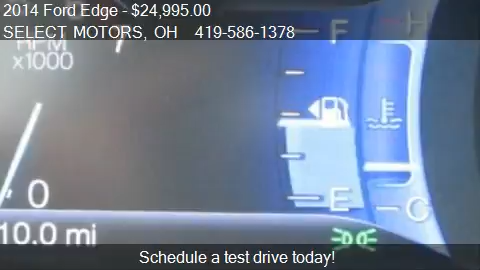 2014 Ford Edge - $24,995.00
SELECT MOTORS, OH 419-586-1378
F
H
RPM
x1000
0
E
C
10.0 mi
Schedule a test drive today!